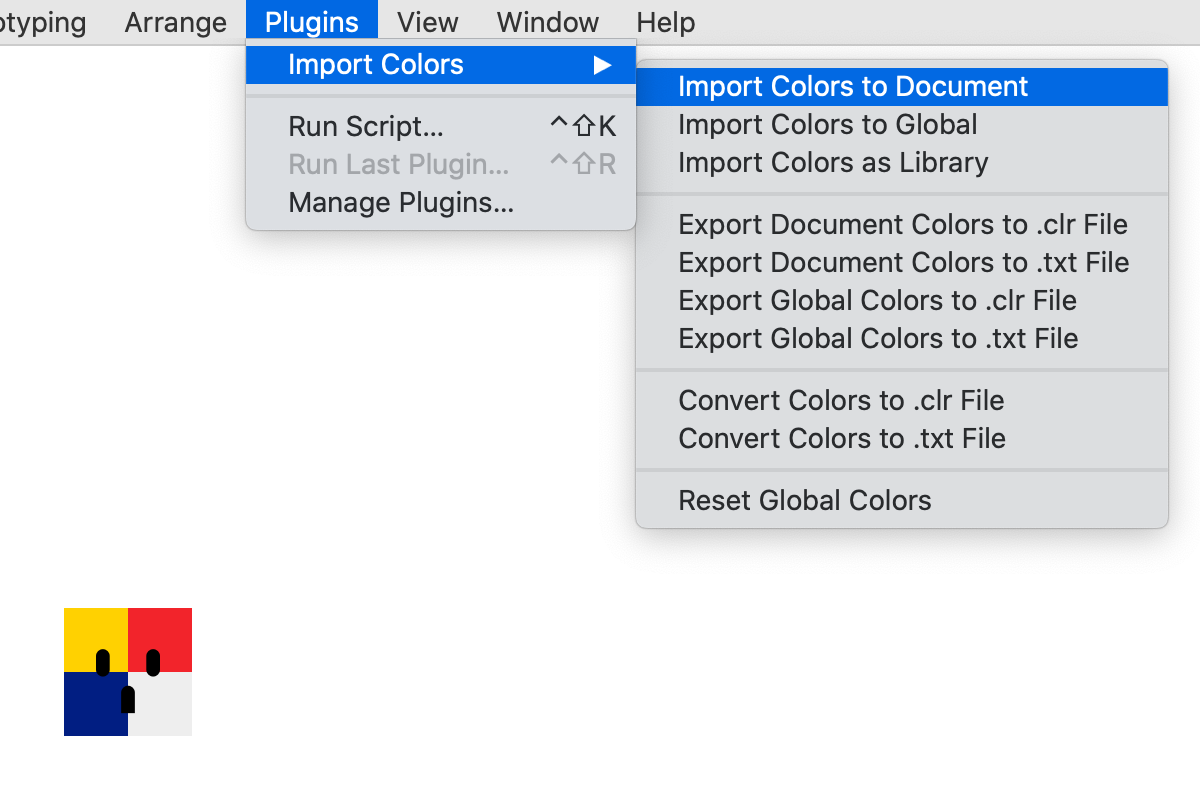 otyping Arrange Plugins View Window Help
Import Colors ▶
Run Script... ^⇧K
Run Last Plugin... ^⇧R
Manage Plugins...
Import Colors to Document
Import Colors to Global
Import Colors as Library
Export Document Colors to .clr File
Export Document Colors to .txt File
Export Global Colors to .clr File
Export Global Colors to .txt File
Convert Colors to .clr File
Convert Colors to .txt File
Reset Global Colors